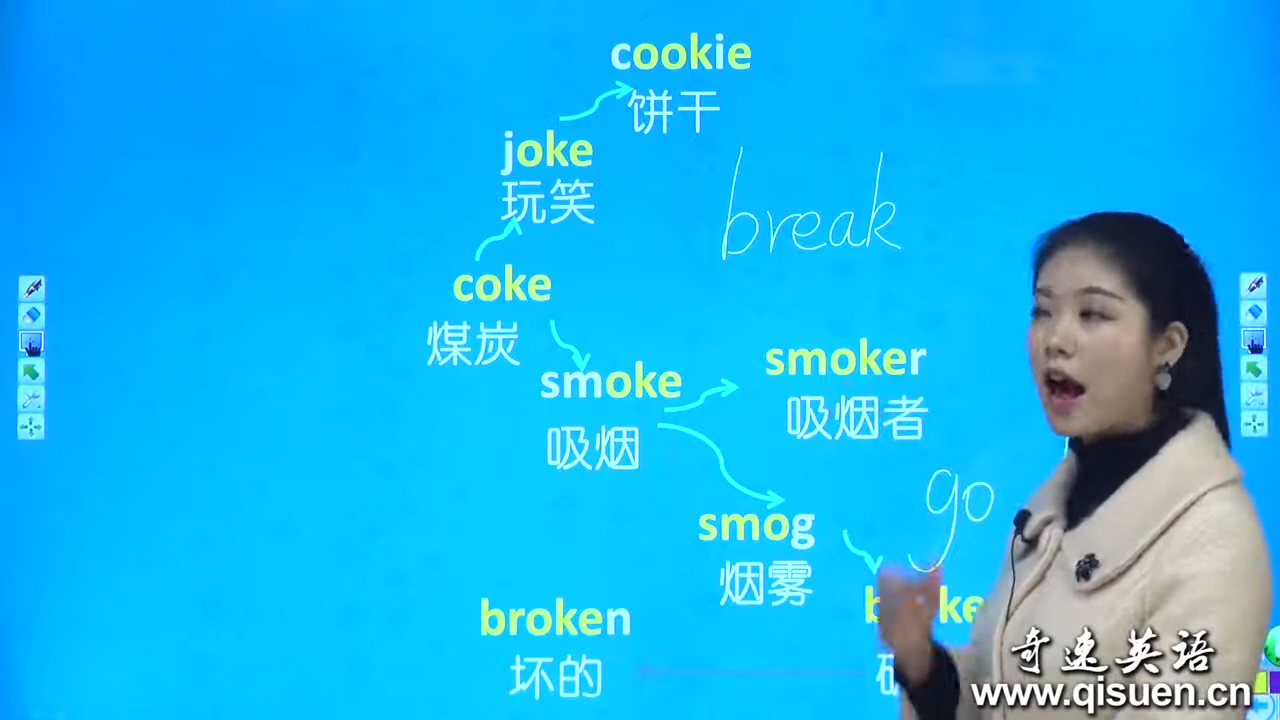 cookie
饼干
joke
玩笑
break
coke
煤炭
smoke
吸烟
smoker
吸烟者
go
smog
烟雾
broken
坏的
奇速英语
www.qisuen.cn